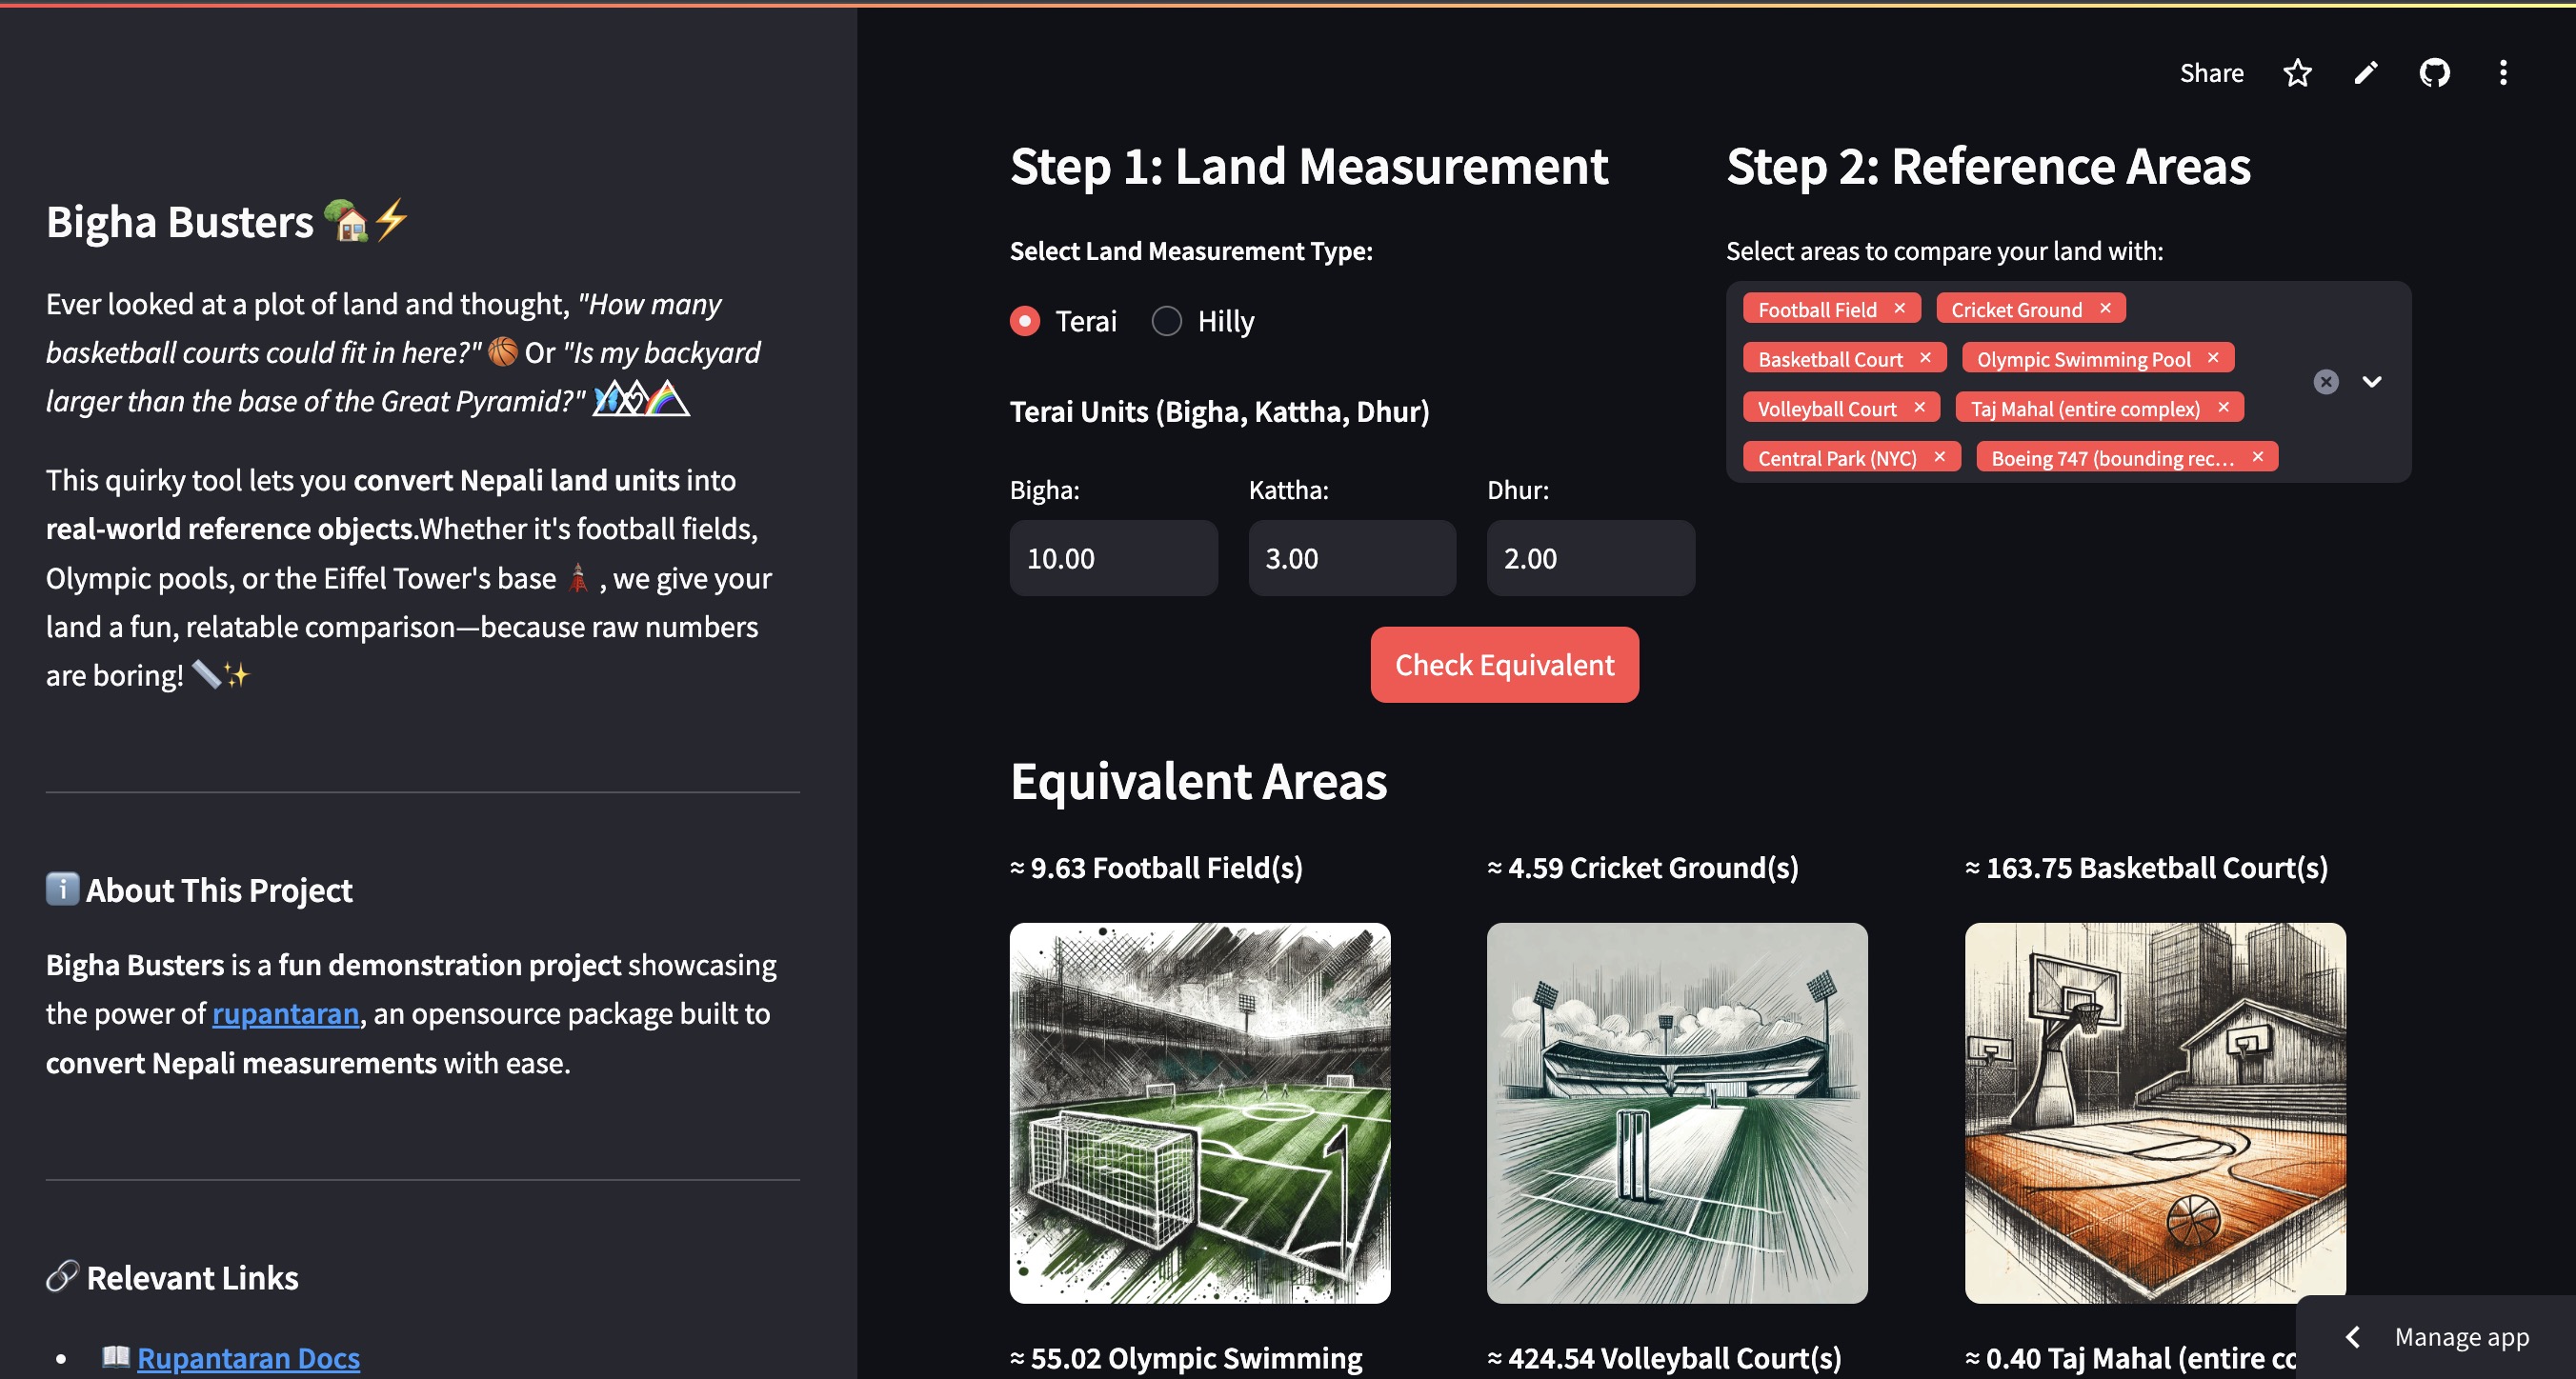 Share
Bigha Busters 🏡⚡
Ever looked at a plot of land and thought, "How many
basketball courts could fit in here?" 🏀 Or "Is my backyard
larger than the base of the Great Pyramid?"
This quirky tool lets you convert Nepali land units into
real-world reference objects.Whether it's football fields,
Olympic pools, or the Eiffel Tower's base 🗼 , we give your
land a fun, relatable comparison—because raw numbers
are boring! 📏✨
ℹ️ About This Project
Bigha Busters is a fun demonstration project showcasing
the power of rupantaran, an opensource package built to
convert Nepali measurements with ease.
🔗 Relevant Links
• 📖 Rupantaran Docs
Step 1: Land Measurement
Select Land Measurement Type:
Terai Hilly
Terai Units (Bigha, Kattha, Dhur)
Bigha: Kattha: Dhur:
10.00 3.00 2.00
Step 2: Reference Areas
Select areas to compare your land with:
Football Field × Cricket Ground ×
Basketball Court × Olympic Swimming Pool ×
Volleyball Court × Taj Mahal (entire complex) ×
Central Park (NYC) × Boeing 747 (bounding rec... ×
Check Equivalent
Equivalent Areas
≈ 9.63 Football Field(s) ≈ 4.59 Cricket Ground(s) ≈ 163.75 Basketball Court(s)
≈ 55.02 Olympic Swimming ≈ 424.54 Volleyball Court(s) ≈ 0.40 Taj Mahal (entire co
Manage app